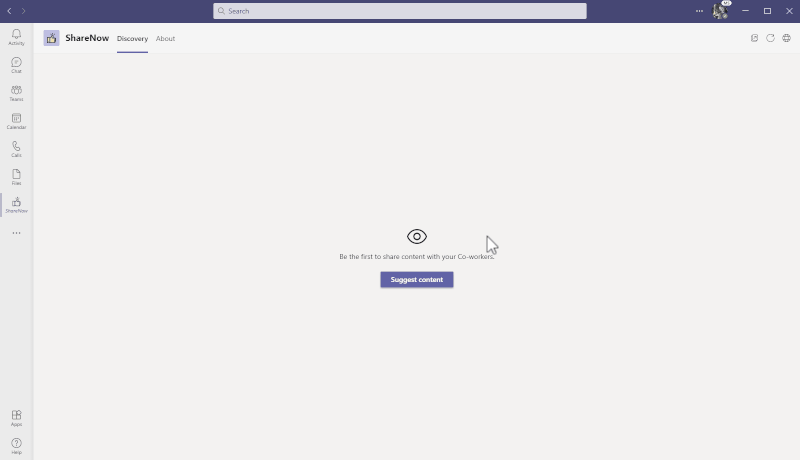 Search
Activity
Chat
Teams
Calendar
Calls
Files
ShareNow
Apps
Help
ShareNow
Discovery
About
Be the first to share content with your Co-workers.
Suggest content